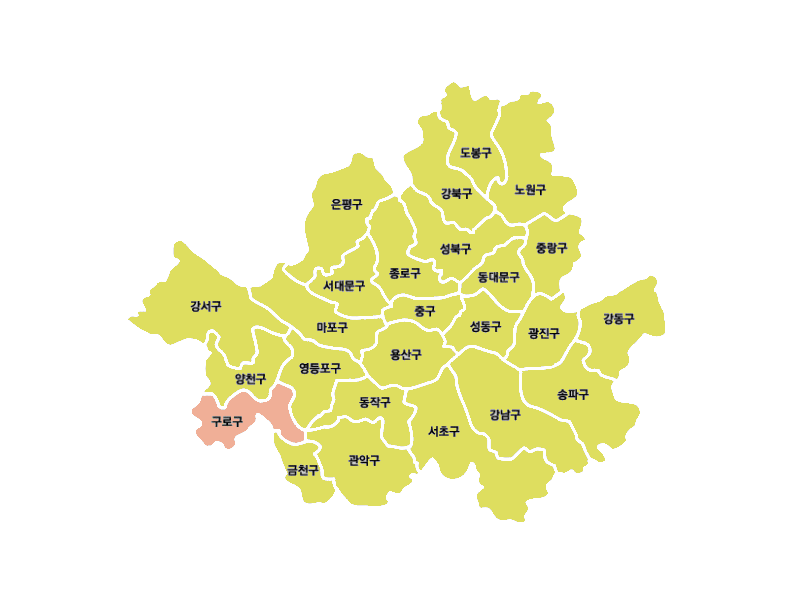 도봉구
노원구
강북구
은평구
성북구
중랑구
종로구
동대문구
서대문구
강서구
중구
강동구
마포구
성동구
광진구
용산구
영등포구
양천구
송파구
동작구
강남구
구로구
서초구
관악구
금천구